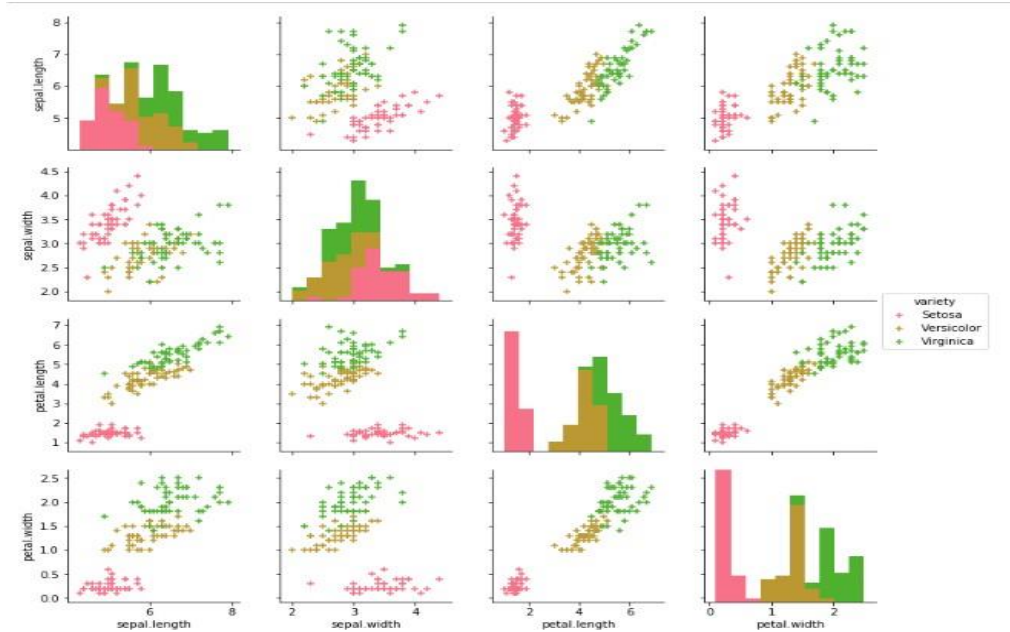 sepal.length
8
7
6
5
sepal.width
4.5
4.0
3.5
3.0
2.5
2.0
variety
Setosa
Versicolor
Virginica
petal.length
7
6
5
4
3
2
1
petal.width
2.5
2.0
1.5
1.0
0.5
0.0
6 8
2 3 4
2 4 6
0 1 2
sepal.length sepal.width petal.length petal.width